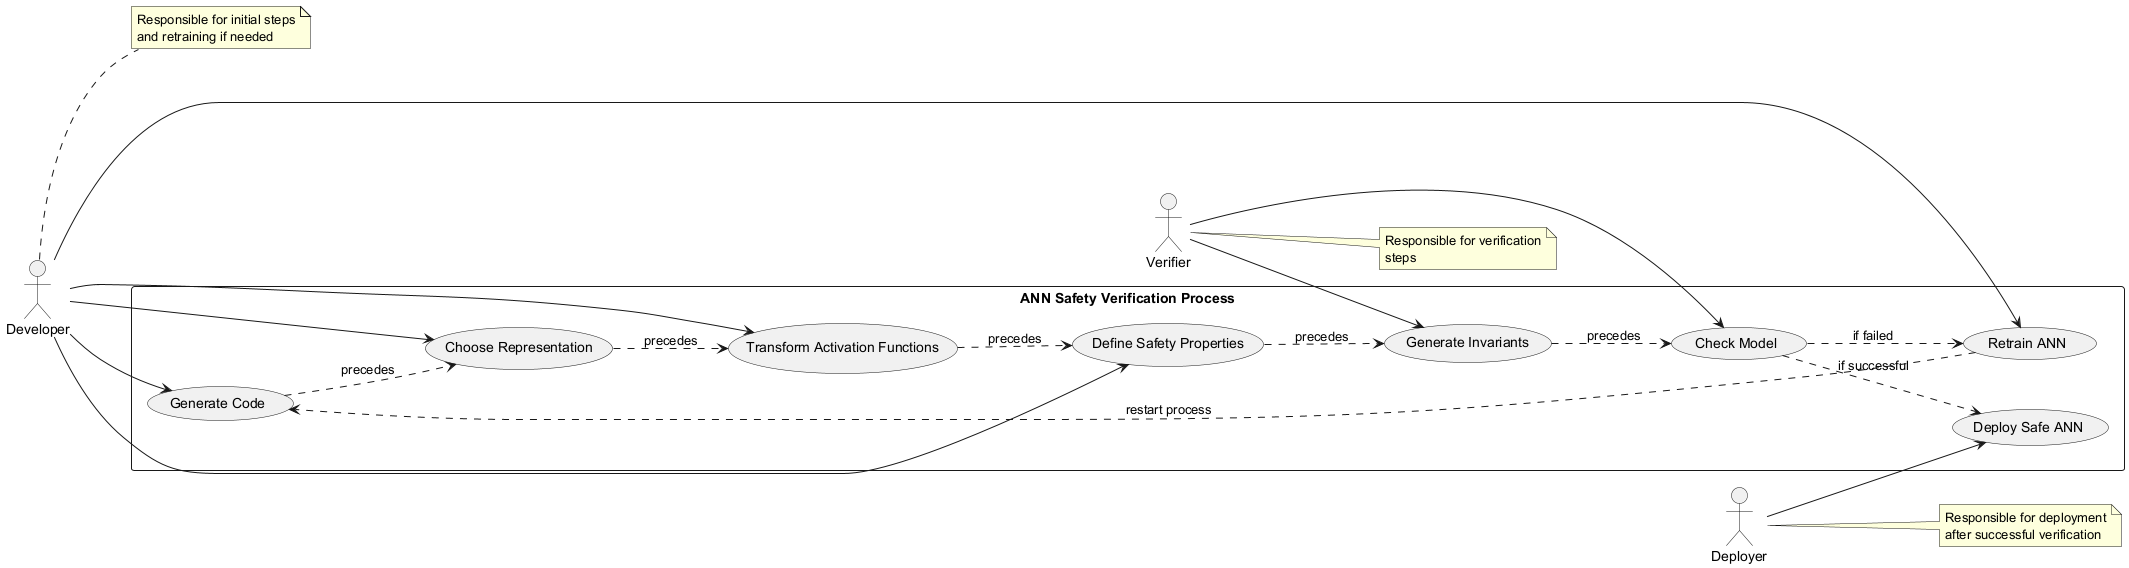 Responsible for initial steps
and retraining if needed
Verifier
Responsible for verification
steps
Developer
ANN Safety Verification Process
Choose Representation
precedes
Transform Activation Functions
precedes
Define Safety Properties
precedes
Generate Invariants
precedes
Check Model
if failed
Retrain ANN
precedes
if successful
Generate Code
restart process
Deploy Safe ANN
Responsible for deployment
after successful verification
Deployer